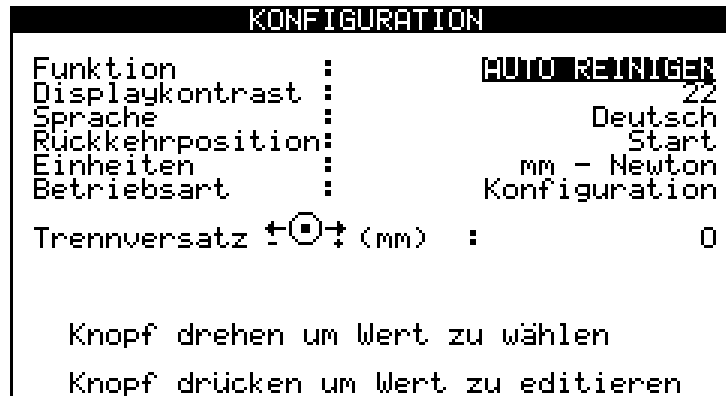 KONFIGURATION
Funktion : AUTO REINIGEN
Displaykontrast : 22
Sprache : Deutsch
Rückkehrposition: Start
Einheiten : mm - Newton
Betriebsart : Konfiguration
Trennversatz (mm) : 0
Knopf drehen um Wert zu wählen
Knopf drücken um Wert zu editieren